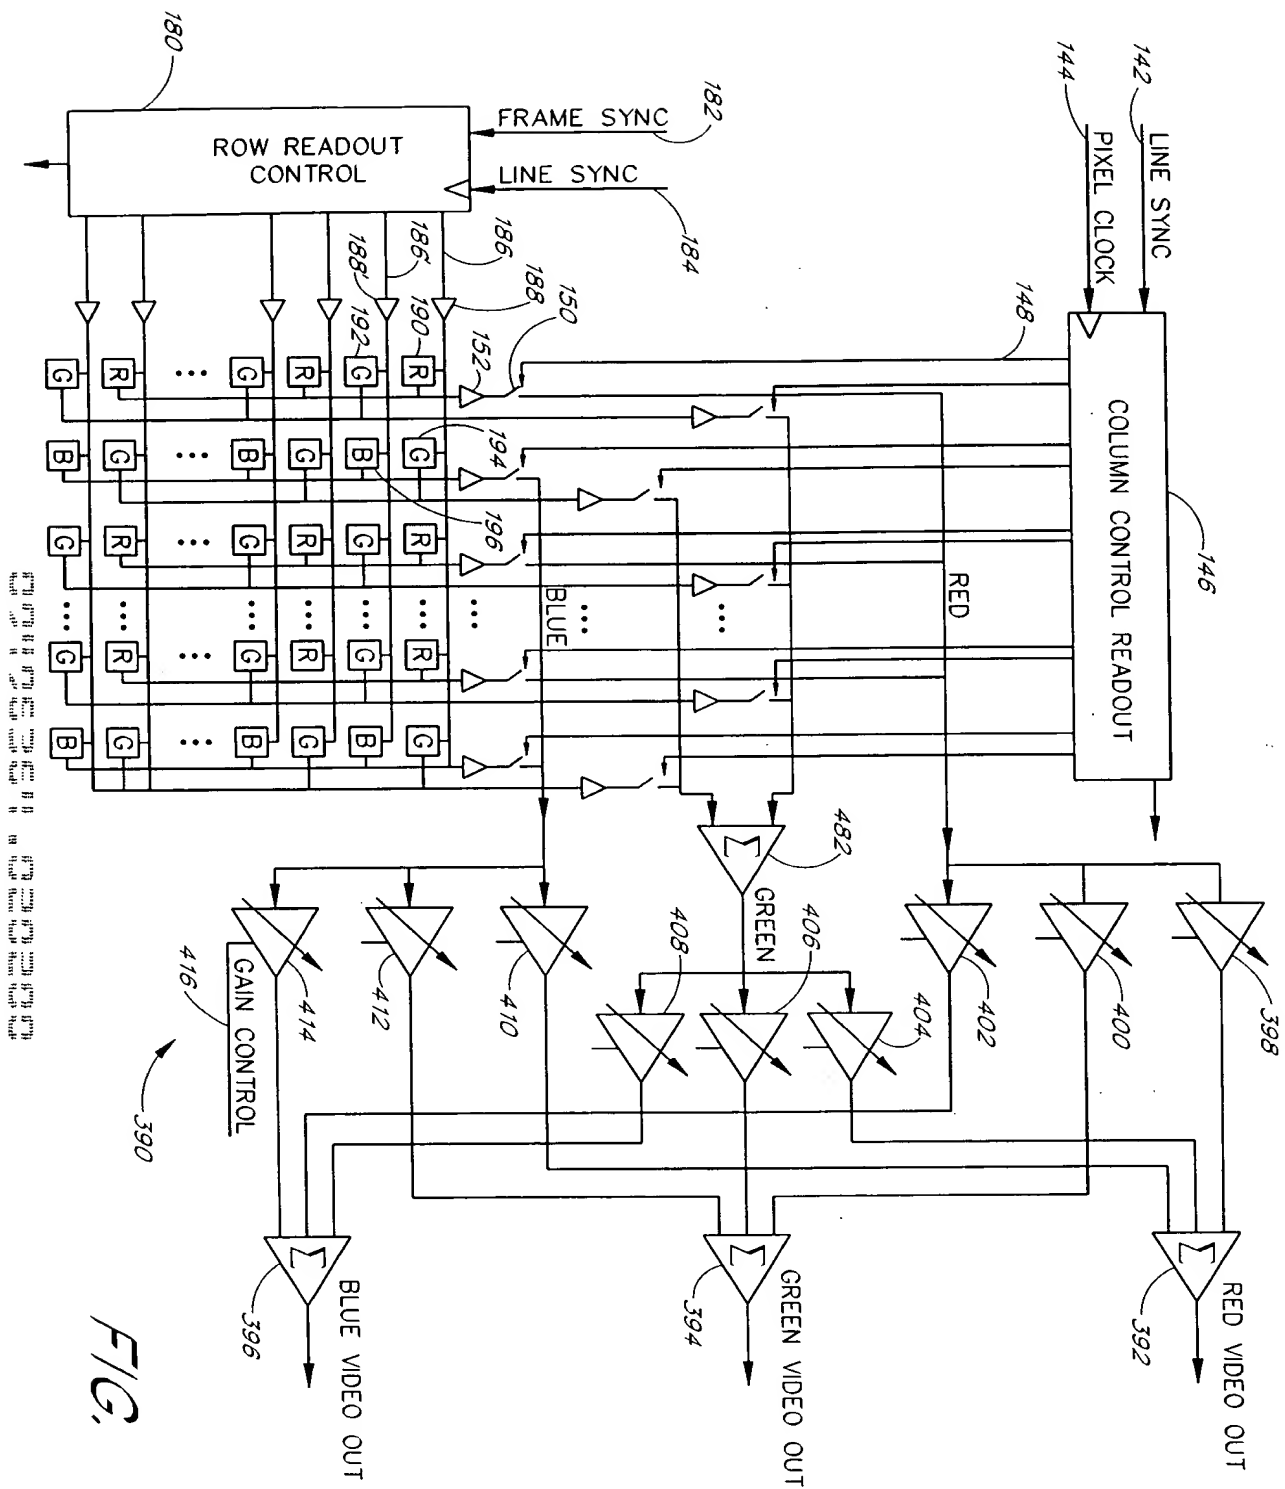 142
LINE SYNC
144
PIXEL CLOCK
146
COLUMN CONTROL READOUT
148
180
ROW READOUT
CONTROL
FRAME SYNC
182
LINE SYNC
184
186
186
188
188'
150
152
190
192
194
196
R G R G ... R G
G B G B ... G B
R G R G ... R G
... ... ... ... ...
R G R G ... R G
G B G B ... G B
RED
BLUE
482
GREEN
398
400
402
404
406
408
410
412
414
416
GAIN CONTROL
390
392
RED VIDEO OUT
394
GREEN VIDEO OUT
396
BLUE VIDEO OUT
FIG.